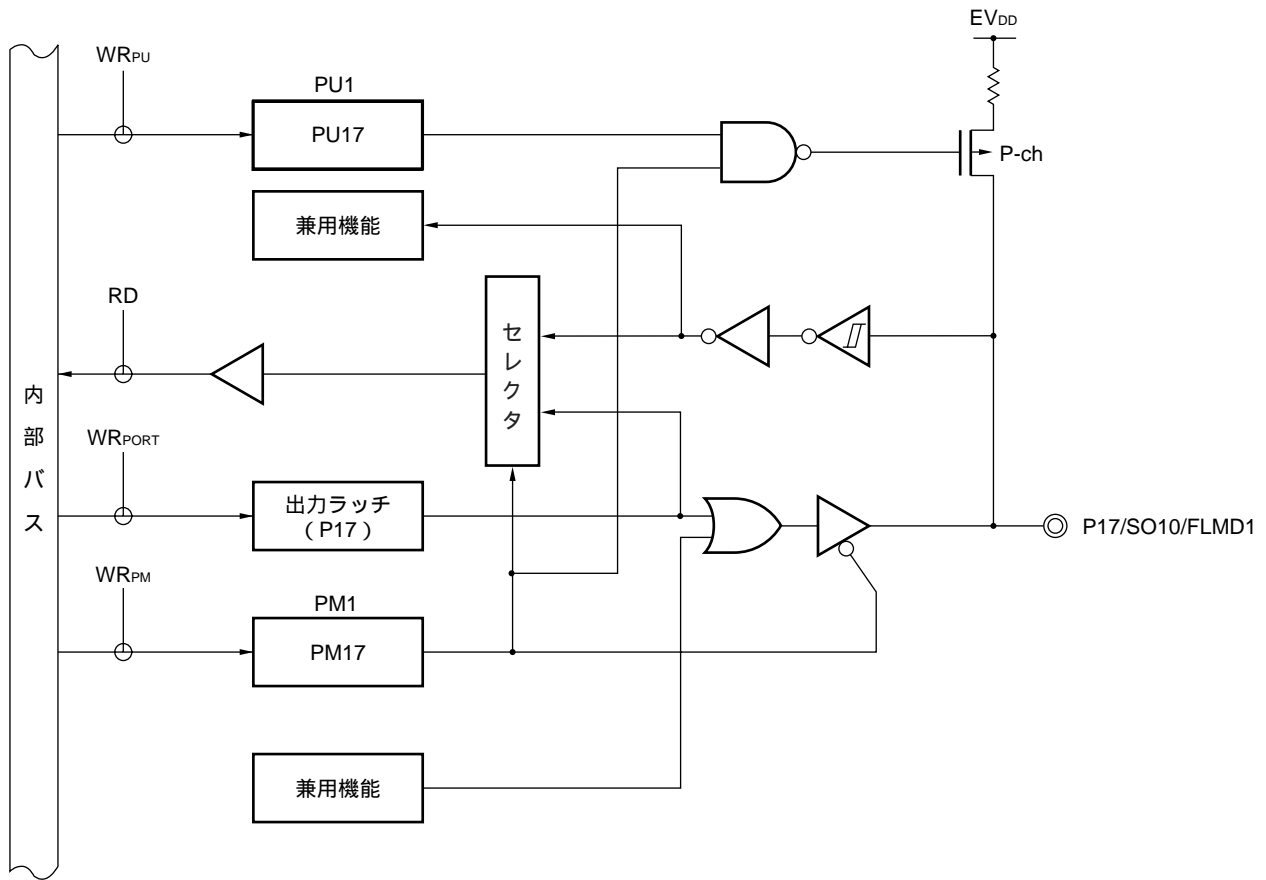 EVDD
WRPU
PU1
PU17
P-ch
兼用機能
RD
セレクタ
内部バス
WRPORT
出力ラッチ
（P17）
P17/SO10/FLMD1
WRPM
PM1
PM17
兼用機能